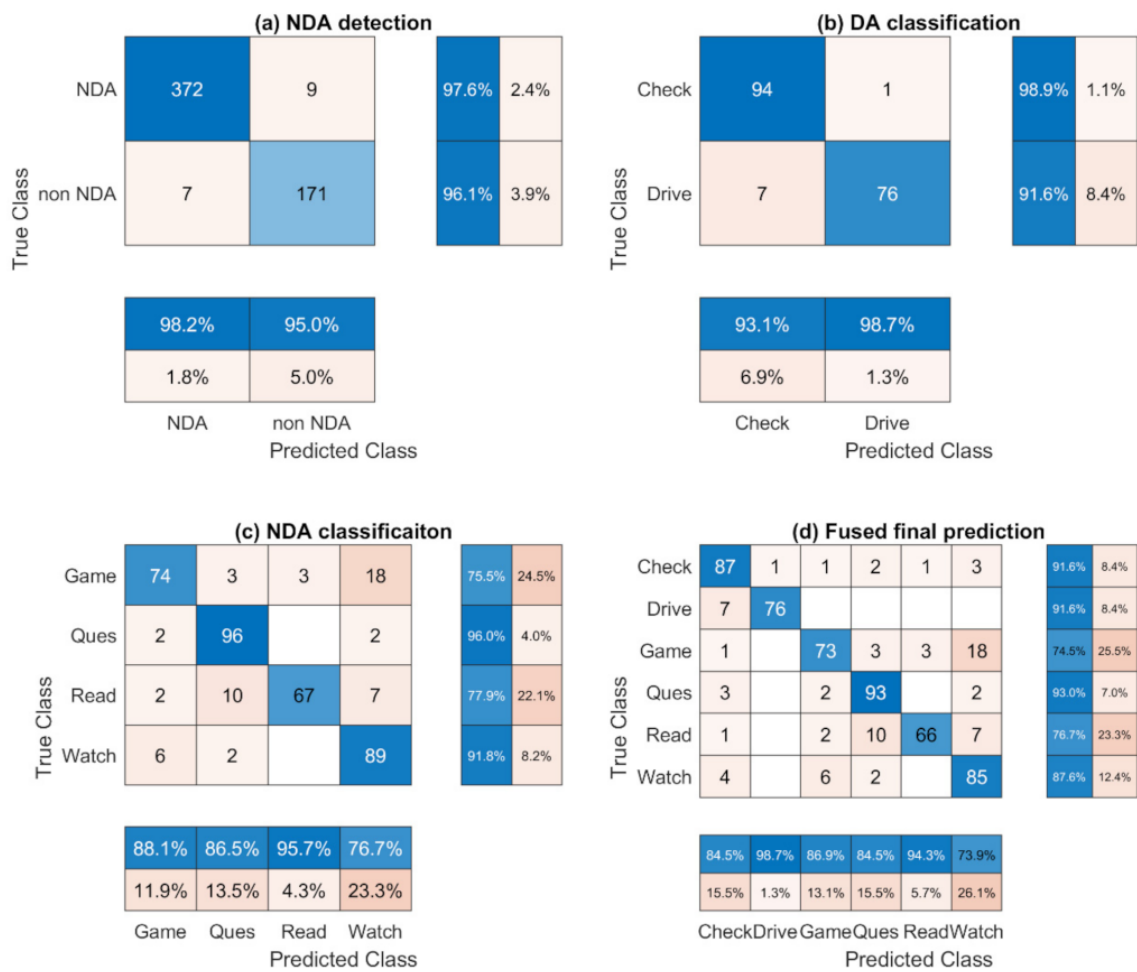 (a) NDA detection
True Class
NDA 372 9 97.6% 2.4%
non NDA 7 171 96.1% 3.9%
98.2% 95.0%
1.8% 5.0%
NDA non NDA
Predicted Class
(b) DA classification
True Class
Check 94 1 98.9% 1.1%
Drive 7 76 91.6% 8.4%
93.1% 98.7%
6.9% 1.3%
Check Drive
Predicted Class
(c) NDA classificaiton
True Class
Game 74 3 3 18 75.5% 24.5%
Ques 2 96 2 96.0% 4.0%
Read 2 10 67 7 77.9% 22.1%
Watch 6 2 89 91.8% 8.2%
88.1% 86.5% 95.7% 76.7%
11.9% 13.5% 4.3% 23.3%
Game Ques Read Watch
Predicted Class
(d) Fused final prediction
True Class
Check 87 1 1 2 1 3 91.6% 8.4%
Drive 7 76 91.6% 8.4%
Game 1 73 3 3 18 74.5% 25.5%
Ques 3 2 93 2 93.0% 7.0%
Read 1 2 10 66 7 76.7% 23.3%
Watch 4 6 2 85 87.6% 12.4%
84.5% 98.7% 86.9% 84.5% 94.3% 73.9%
15.5% 1.3% 13.1% 15.5% 5.7% 26.1%
Check Drive Game Ques Read Watch
Predicted Class